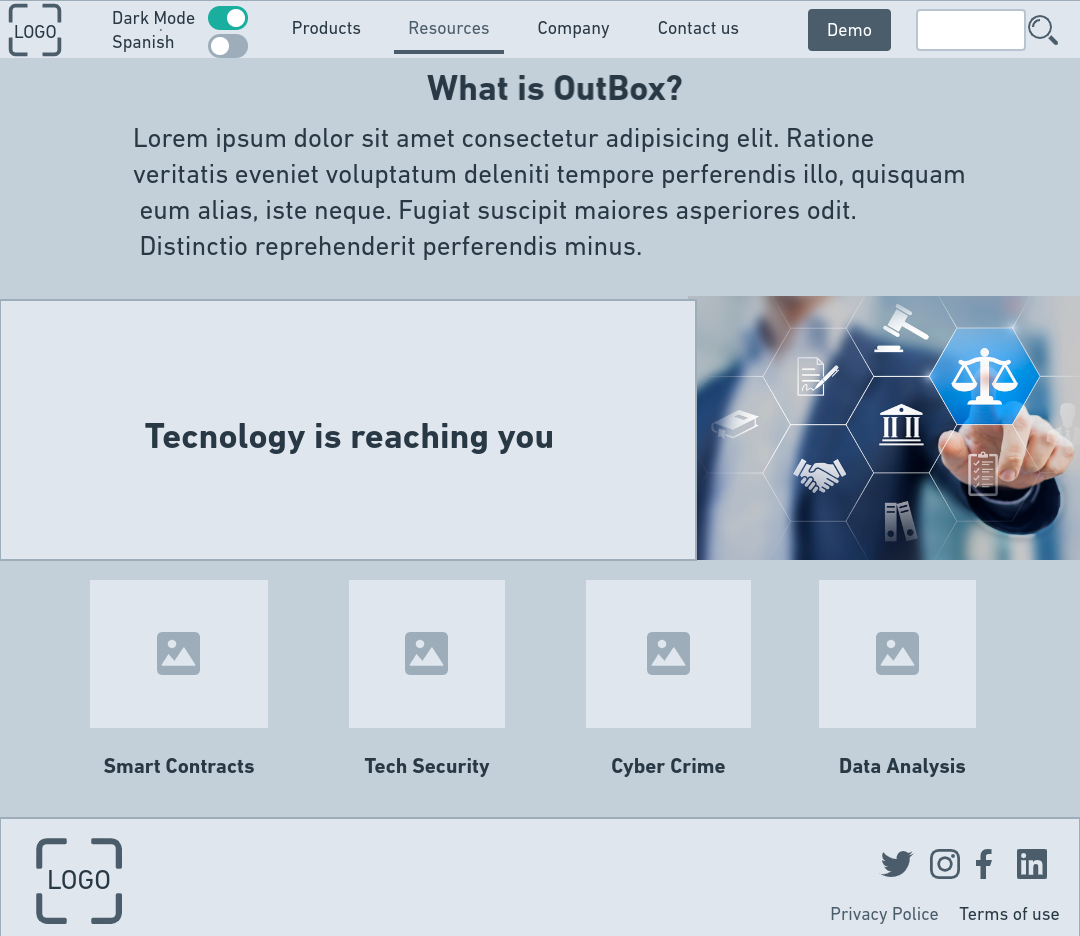 LOGO
Dark Mode
Spanish
Products
Resources
Company
Contact us
Demo
What is OutBox?
Lorem ipsum dolor sit amet consectetur adipisicing elit. Ratione
veritatis eveniet voluptatum deleniti tempore perferendis illo, quisquam
eum alias, iste neque. Fugiat suscipit maiores asperiores odit.
Distinctio reprehenderit perferendis minus.
Tecnology is reaching you
Smart Contracts
Tech Security
Cyber Crime
Data Analysis
LOGO
Privacy Police
Terms of use